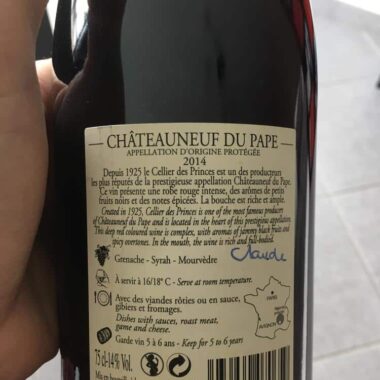 CHÂTEAUNEUF DU PAPE
APPELLATION D'ORIGINE PROTÉGÉE
2014
Depuis 1925 le Cellier des Princes est un des producteurs
les plus réputés de la prestigieuse appellation Châteauneuf du Pape.
Ce vin présente une robe rouge intense, des arômes de petits
fruits noirs et des notes épicées. La bouche est riche et ample.
Created in 1925, Cellier des Princes is one of the most famous producers
of Châteauneuf du Pape and is located in the heart of this prestigious appellation.
This deep red coloured wine is complex, with aromas of jammy black fruits and
spicy overtones. In the mouth, the wine is rich and full-bodied.
Claude
Grenache - Syrah - Mourvèdre
À servir à 16/18° C - Serve at room temperature.
PARIS
Avec des viandes rôties ou en sauce,
gibiers et fromages.
Dishes with sauces, roast meat,
game and cheese.
AVIGNON
Garde vin 5 à 6 ans - Keep for 5 to 6 years
75 cl-14% Vol